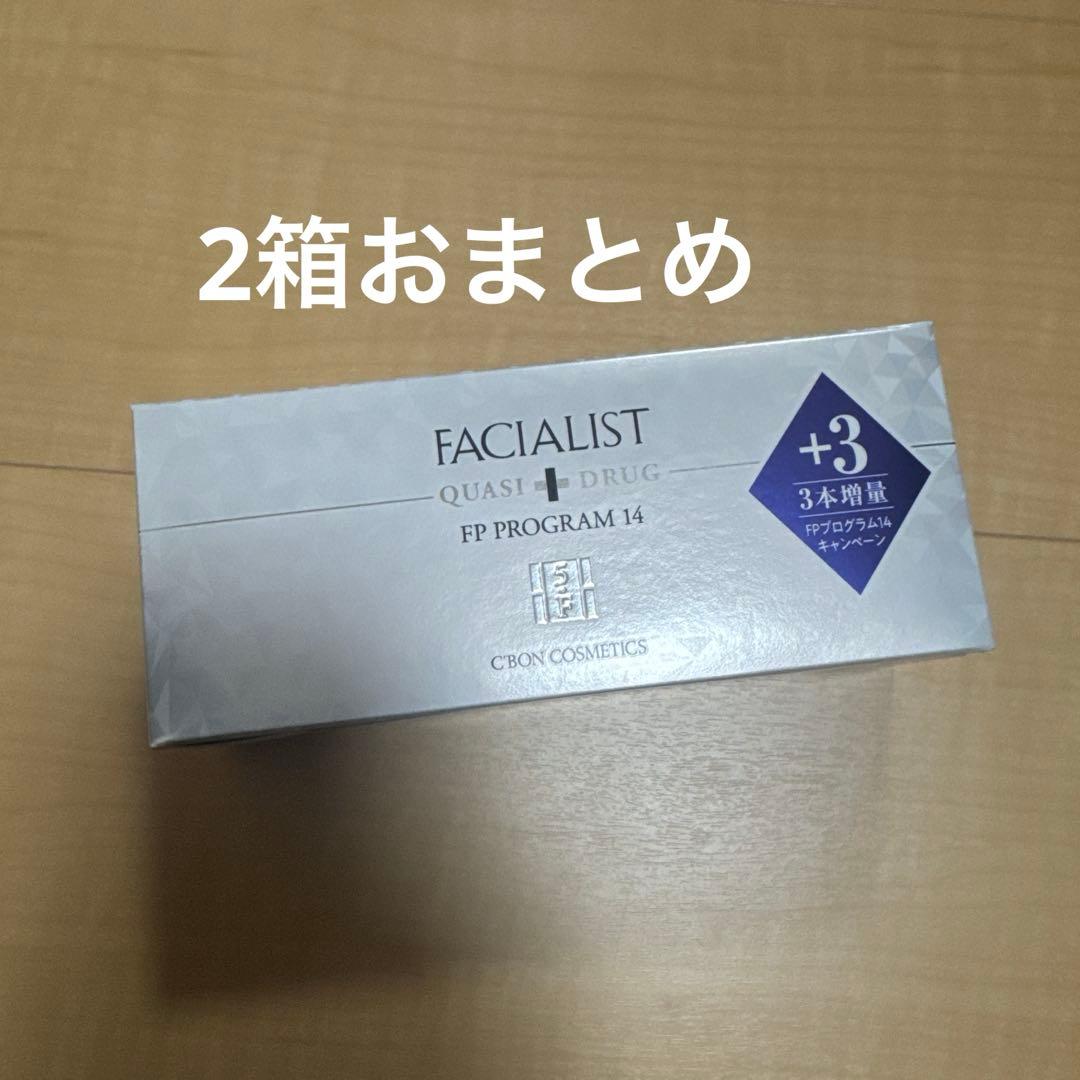 2箱おまとめ
FACIALIST
QUASI DRUG
FP PROGRAM 14
5
F
C'BON COSMETICS
+3
3本増量
FPプログラム14
キャンペーン